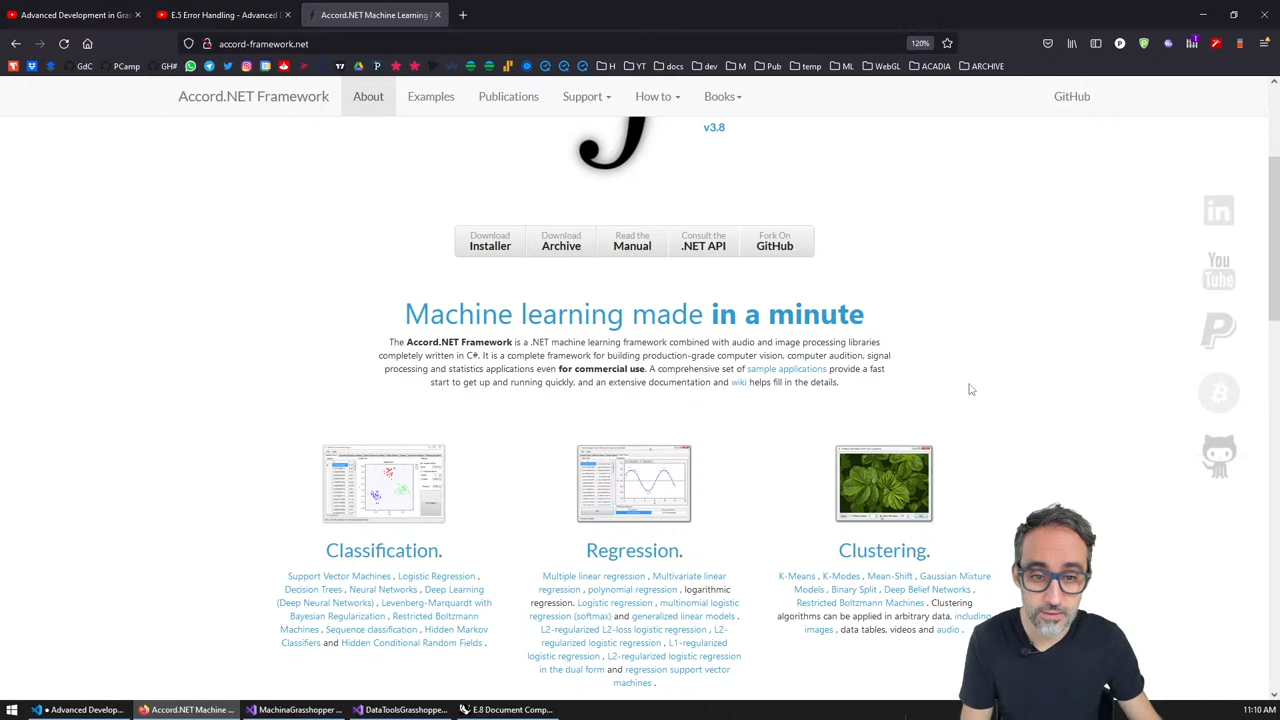 Advanced Development in Gras
E.5 Error Handling - Advanced D
Accord.NET Machine Learning F
accord-framework.net
120%
GdC
PCamp
GH#
H
YT
docs
dev
M
Pub
temp
ML
WebGL
ACADIA
ARCHIVE
Accord.NET Framework
About
Examples
Publications
Support
How to
Books
GitHub
v3.8
Download
Installer
Download
Archive
Read the
Manual
Consult the
.NET API
Fork On
GitHub
Machine learning made in a minute
The Accord.NET Framework is a .NET machine learning framework combined with audio and image processing libraries
completely written in C#. It is a complete framework for building production-grade computer vision, computer audition, signal
processing and statistics applications even for commercial use. A comprehensive set of sample applications provide a fast
start to get up and running quickly, and an extensive documentation and wiki helps fill in the details.
Classification.
Support Vector Machines , Logistic Regression ,
Decision Trees , Neural Networks , Deep Learning
(Deep Neural Networks) , Levenberg-Marquardt with
Bayesian Regularization , Restricted Boltzmann
Machines , Sequence classification , Hidden Markov
Classifiers and Hidden Conditional Random Fields .
Regression.
Multiple linear regression , Multivariate linear
regression , polynomial regression , logarithmic
regression. Logistic regression , multinomial logistic
regression (softmax) and generalized linear models .
L2-regularized L2-loss logistic regression , L2-
regularized logistic regression , L1-regularized
logistic regression . L2-regularized logistic regression
in the dual form and regression support vector
machines .
Clustering.
K-Means , K-Modes , Mean-Shift , Gaussian Mixture
Models , Binary Split , Deep Belief Networks ,
Restricted Boltzmann Machines . Clustering
algorithms can be applied in arbitrary data, including
images , data tables, videos and audio .
in
You
Tube
Advanced Develop...
Accord.NET Machine ...
MachinaGrasshopper ...
DataToolsGrasshoppe...
E.8 Document Comp...
11:10 AM